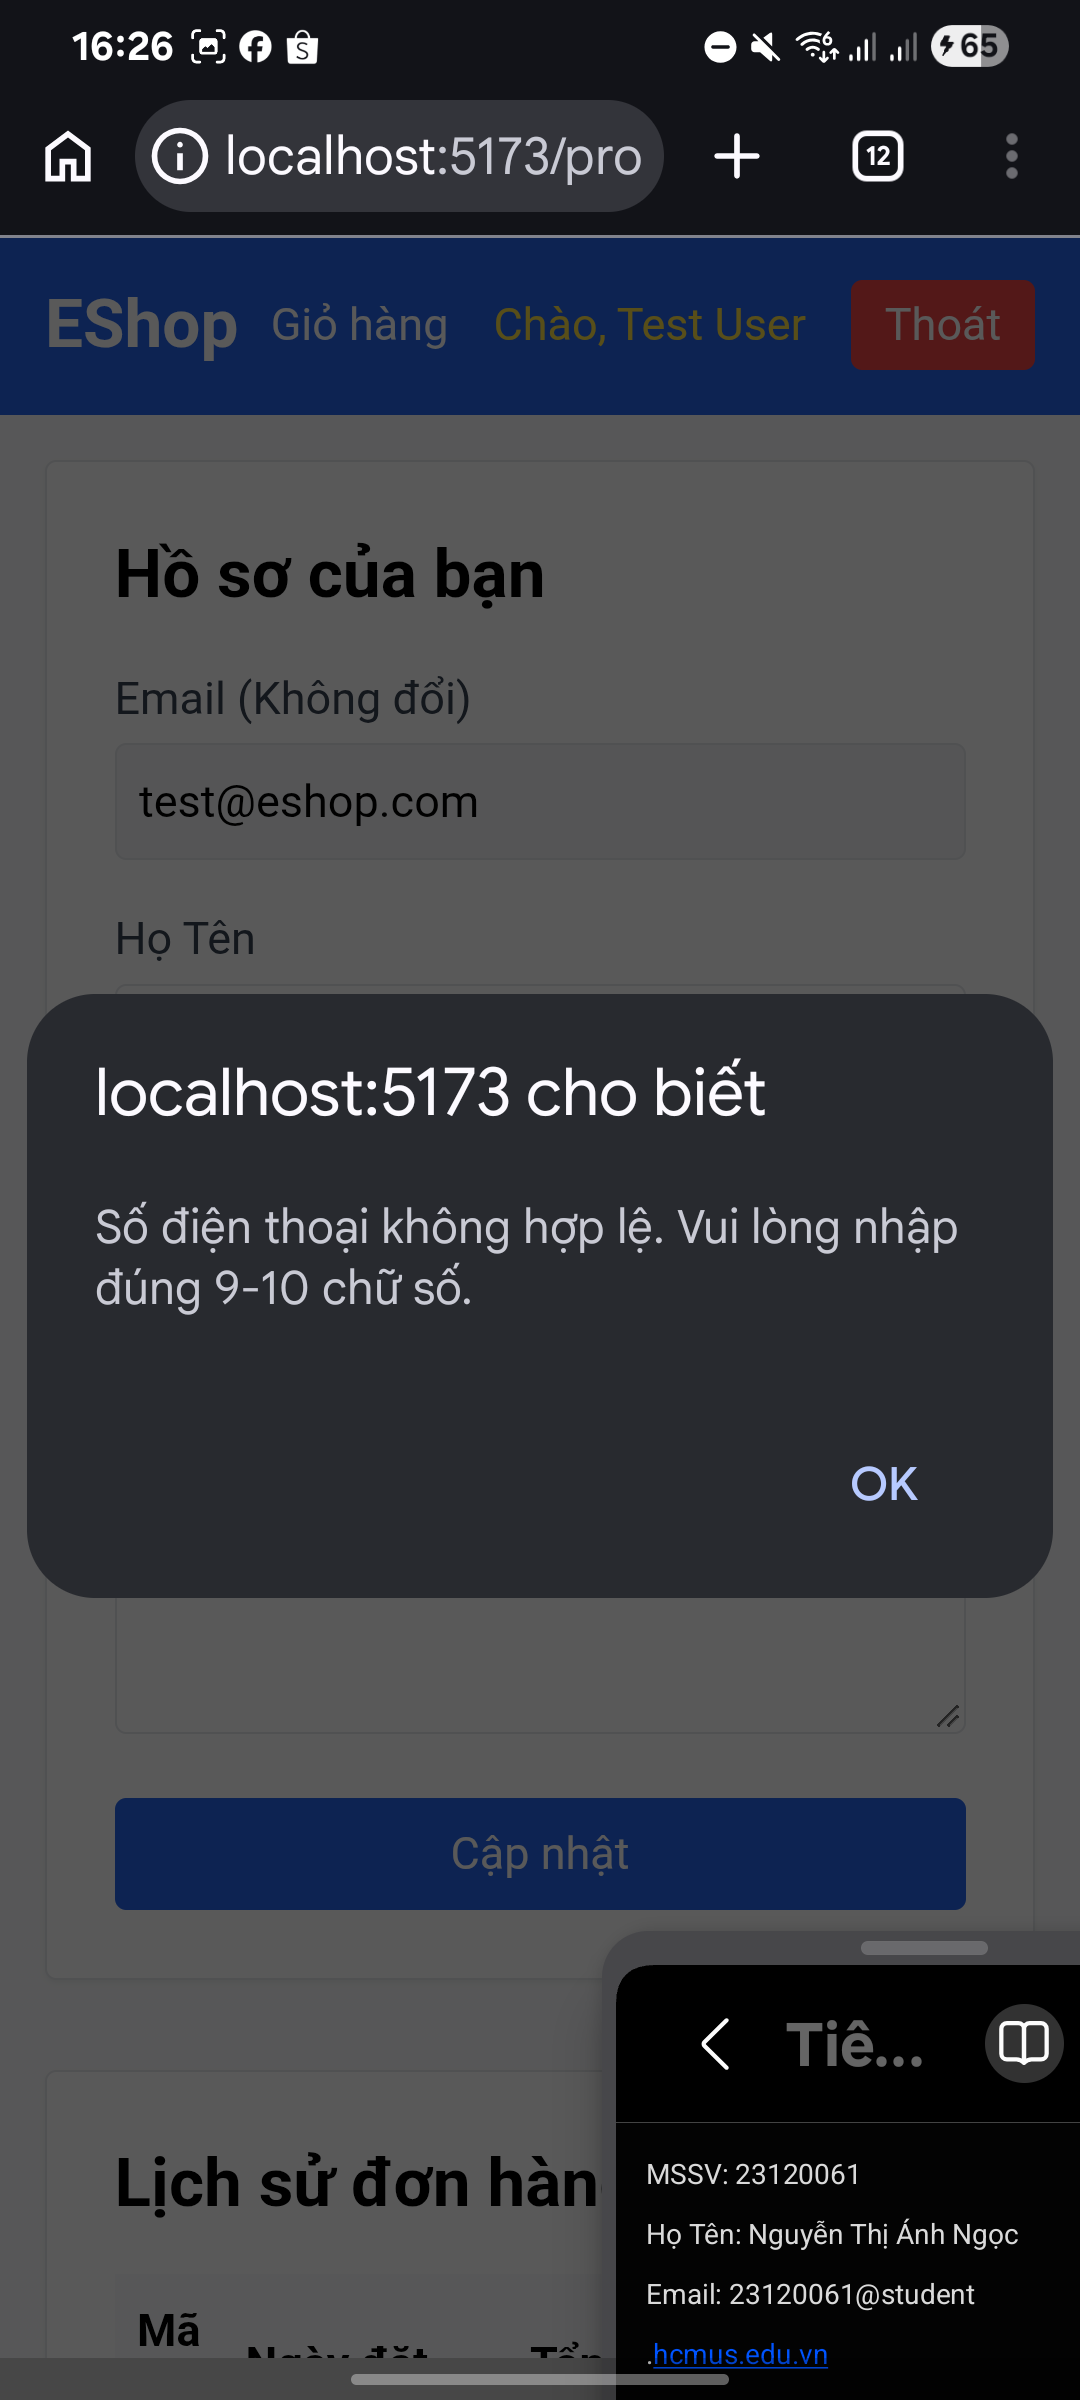 16:26
65
localhost:5173/pro
12
EShop Giỏ hàng Chào, Test User Thoát
Hồ sơ của bạn
Email (Không đổi)
test@eshop.com
Họ Tên
localhost:5173 cho biết
Số điện thoại không hợp lệ. Vui lòng nhập
đúng 9-10 chữ số.
OK
Cập nhật
Lịch sử đơn hàn
Mã
Ngày đặt
Tiê...
MSSV: 23120061
Họ Tên: Nguyễn Thị Ánh Ngọc
Email: 23120061@student
.hcmus.edu.vn